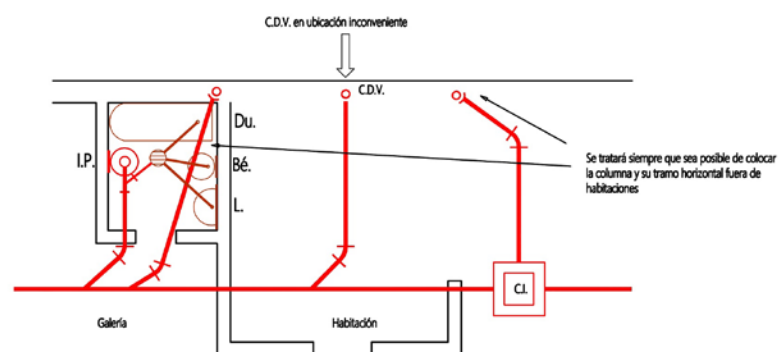 C.D.V. en ubicación inconveniente
C.D.V.
Du.
I.P.
Bé.
L.
Se tratará siempre que sea posible de colocar
la columna y su tramo horizontal fuera de
habitaciones
C.I.
Galería
Habitación